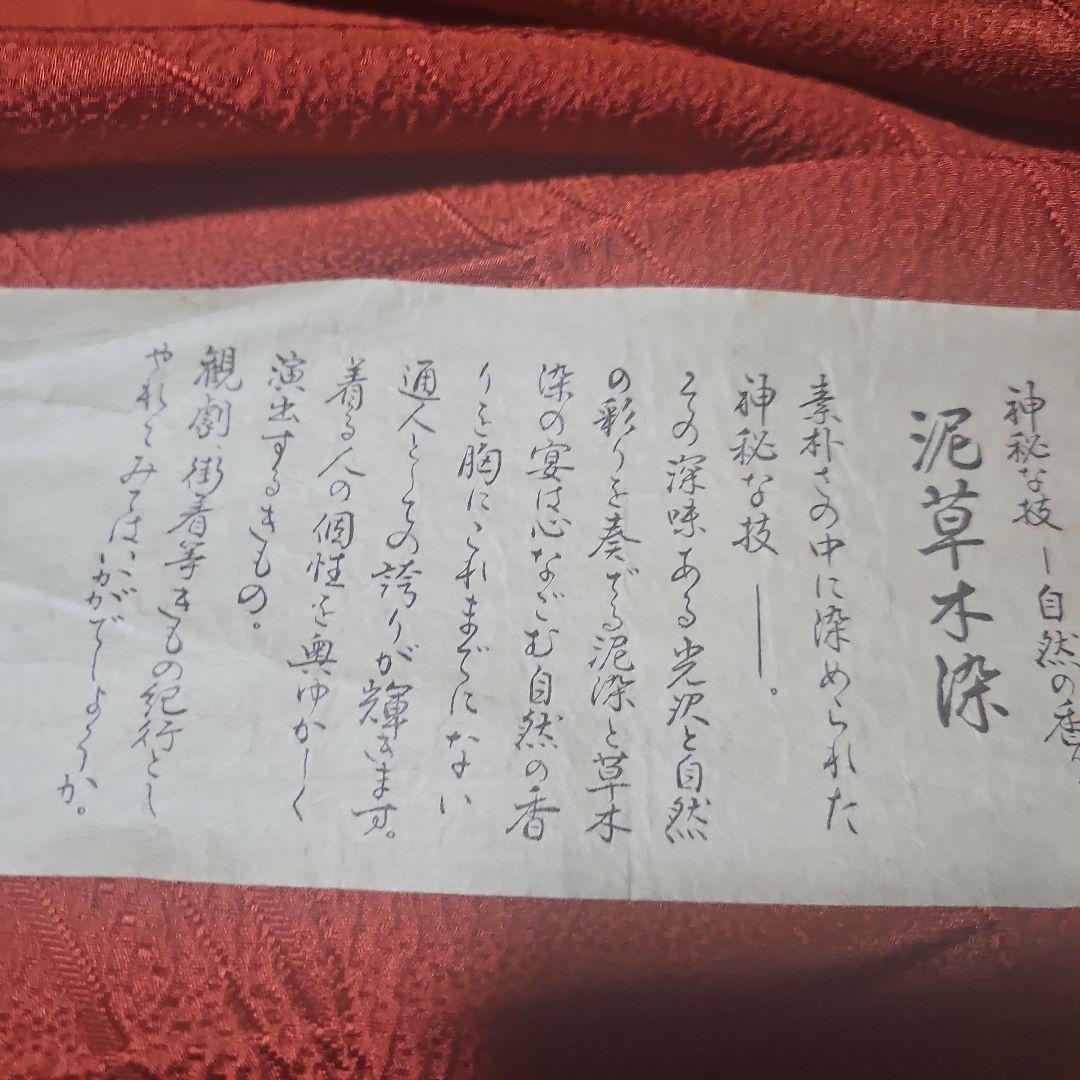 神秘な技ー自然の香
泥草木染
素朴さの中に染められた
神秘な技――。
その深味ある光沢と自然
の彩りを奏でる泥染と草木
染の宴は心なごむ自然の香
りを胸にこれまでにない
通人としての誇りが輝きます。
着る人の個性を奥ゆかしく
演出するきもの。
観劇、街着等きもの紀行とし
やれてみてはいかがでしょうか。